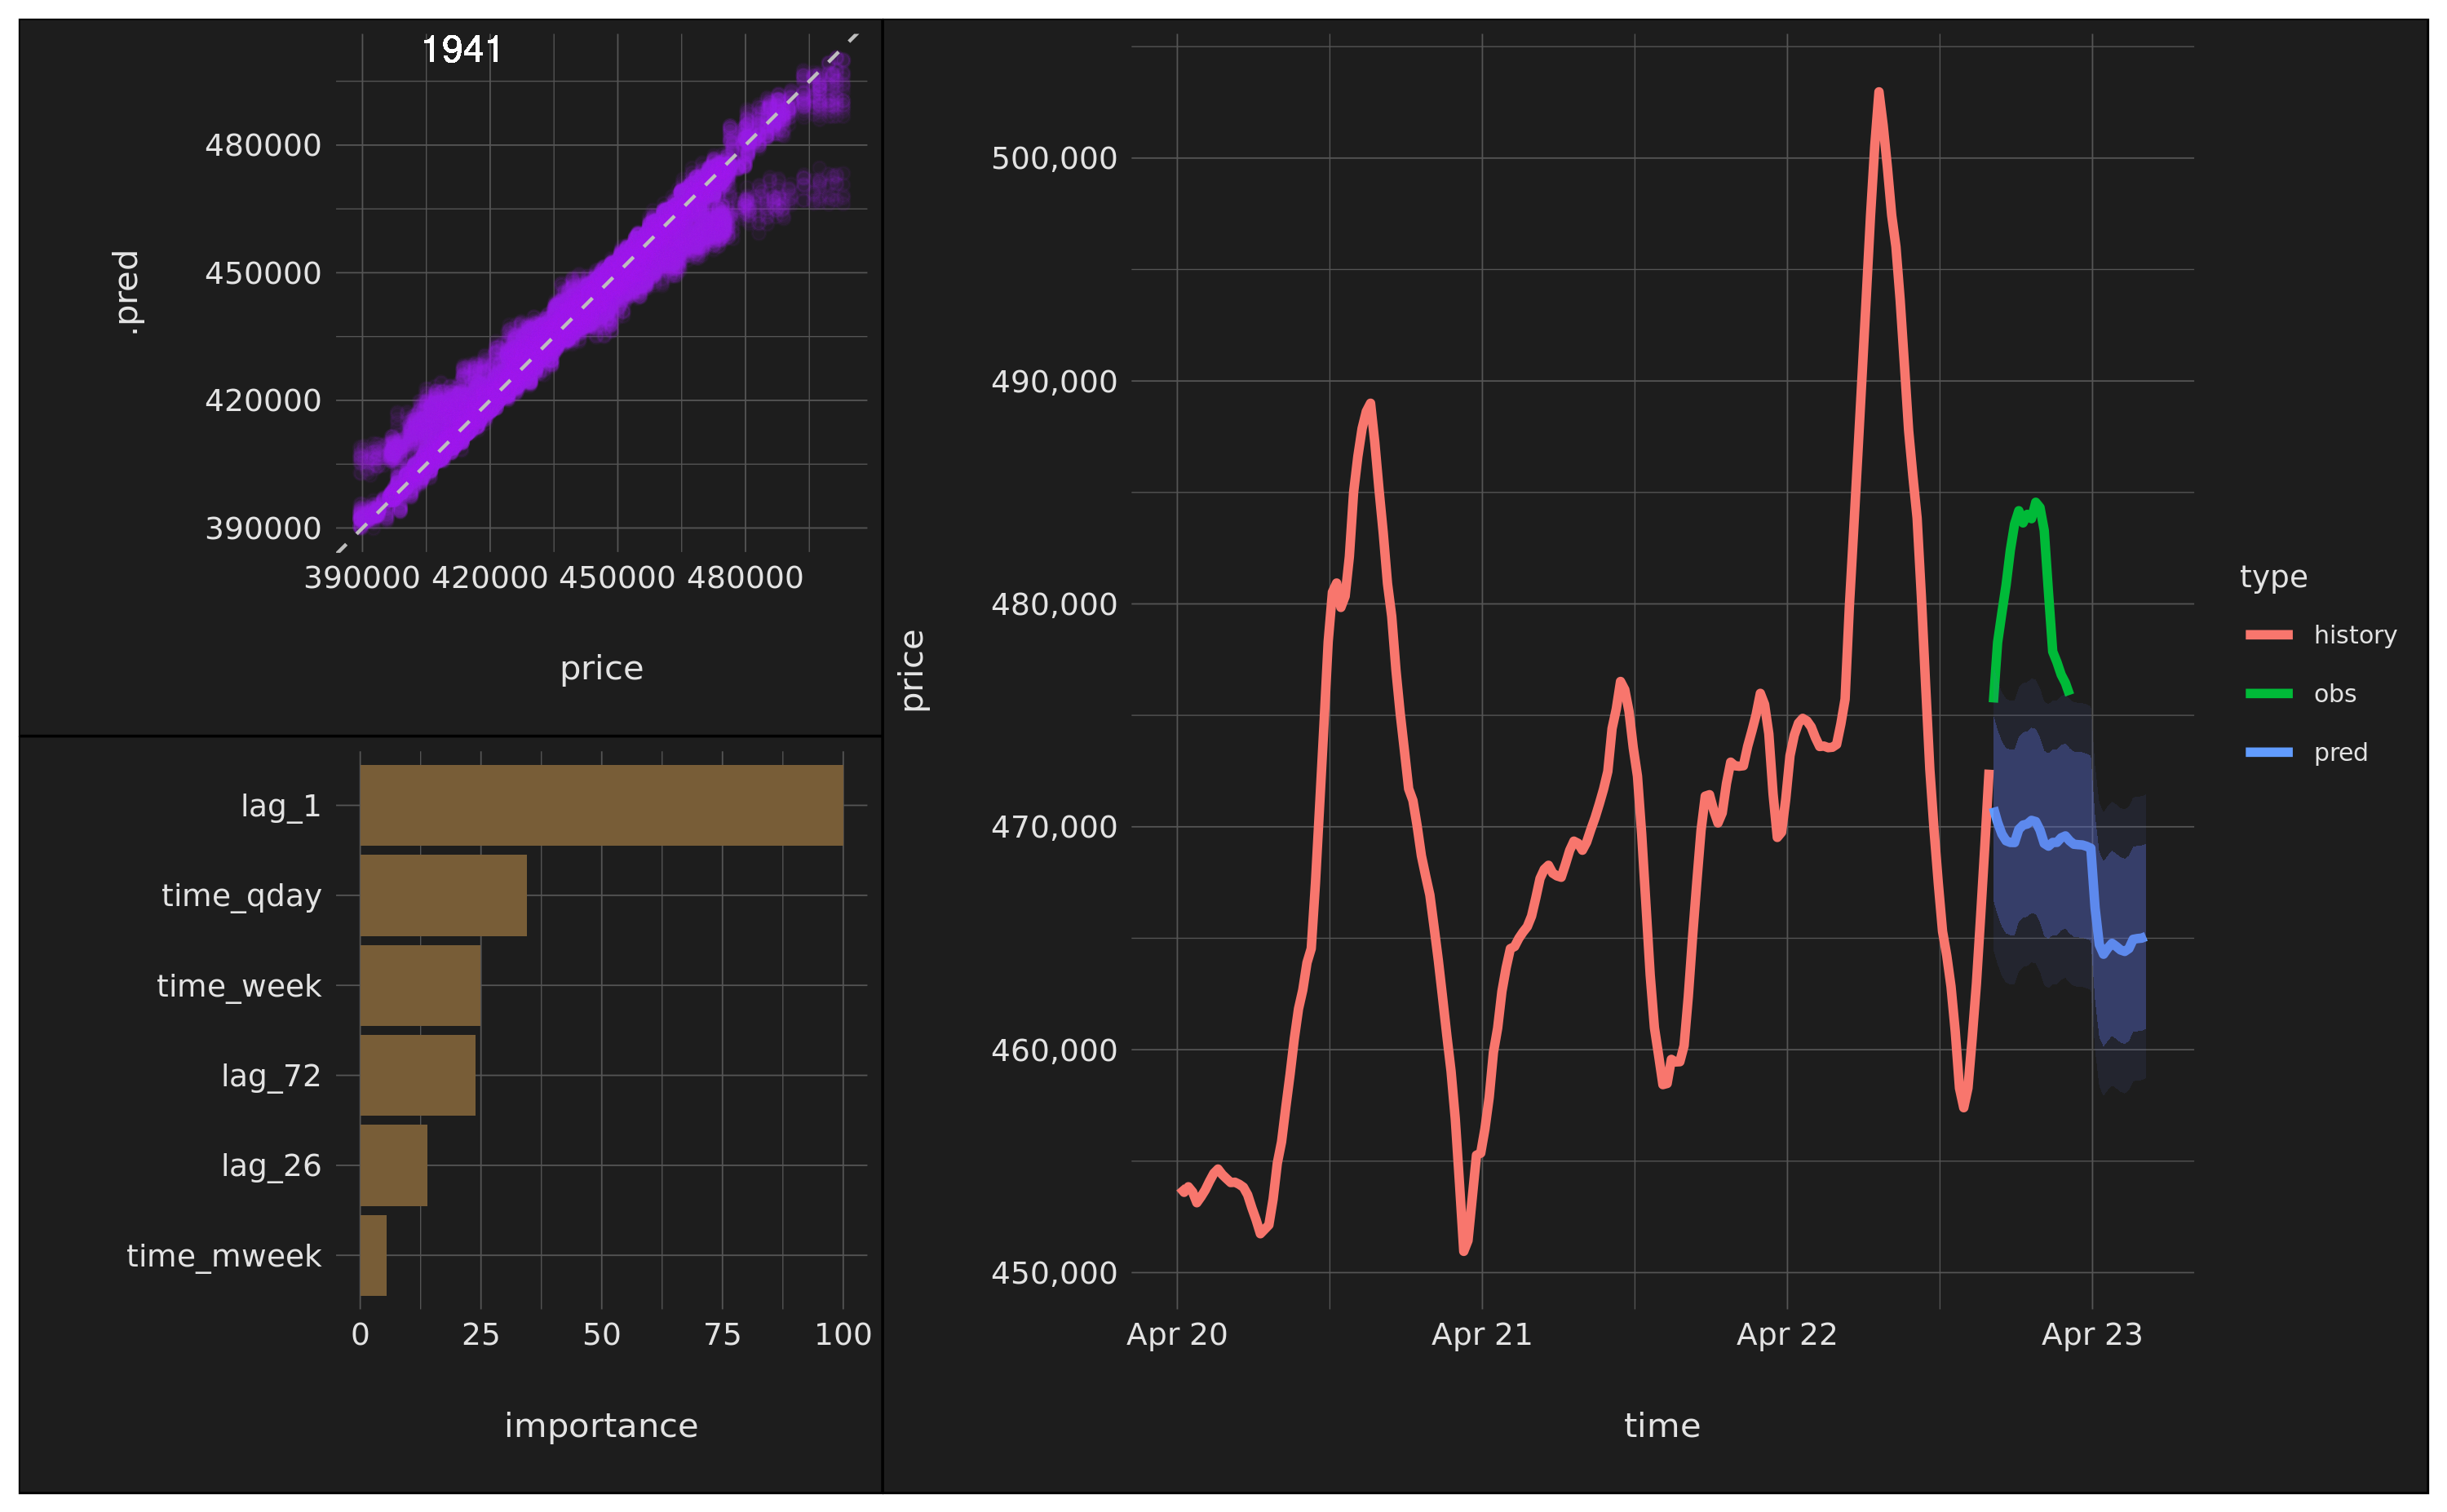 1941
480000
450000
420000
390000
.pred
390000 420000 450000 480000
price
lag_1
time_qday
time_week
lag_72
lag_26
time_mweek
0 25 50 75 100
importance
500,000
490,000
480,000
470,000
460,000
450,000
price
Apr 20 Apr 21 Apr 22 Apr 23
time
type
history
obs
pred